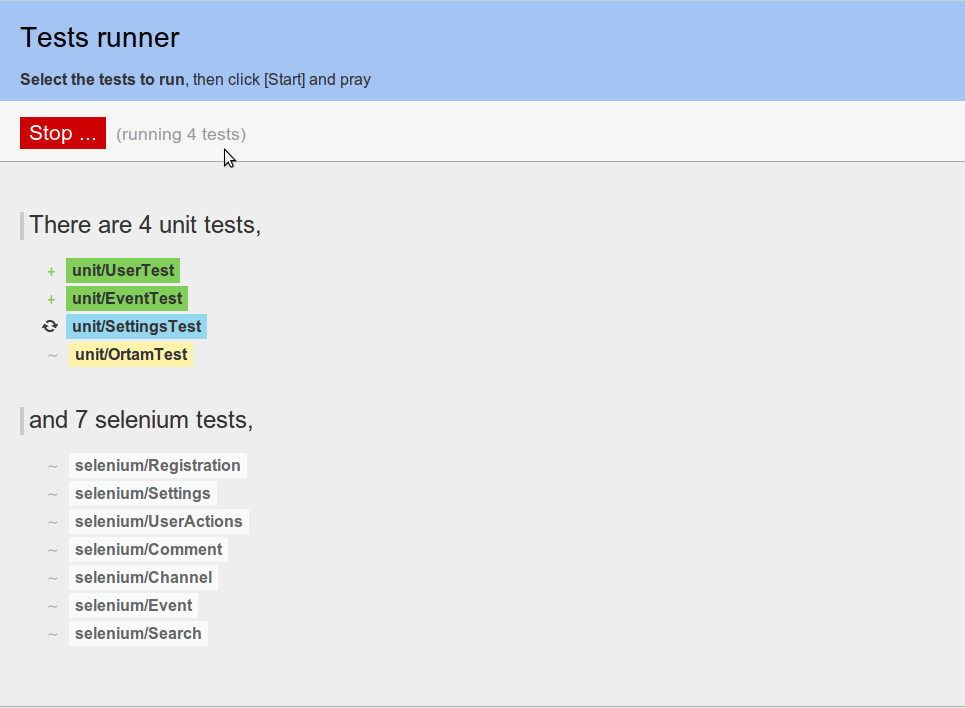 Tests runner
Select the tests to run, then click [Start] and pray
Stop ... (running 4 tests)
There are 4 unit tests,
+ unit/UserTest
+ unit/EventTest
unit/SettingsTest
~ unit/OrtamTest
and 7 selenium tests,
~ selenium/Registration
~ selenium/Settings
~ selenium/UserActions
~ selenium/Comment
~ selenium/Channel
~ selenium/Event
~ selenium/Search